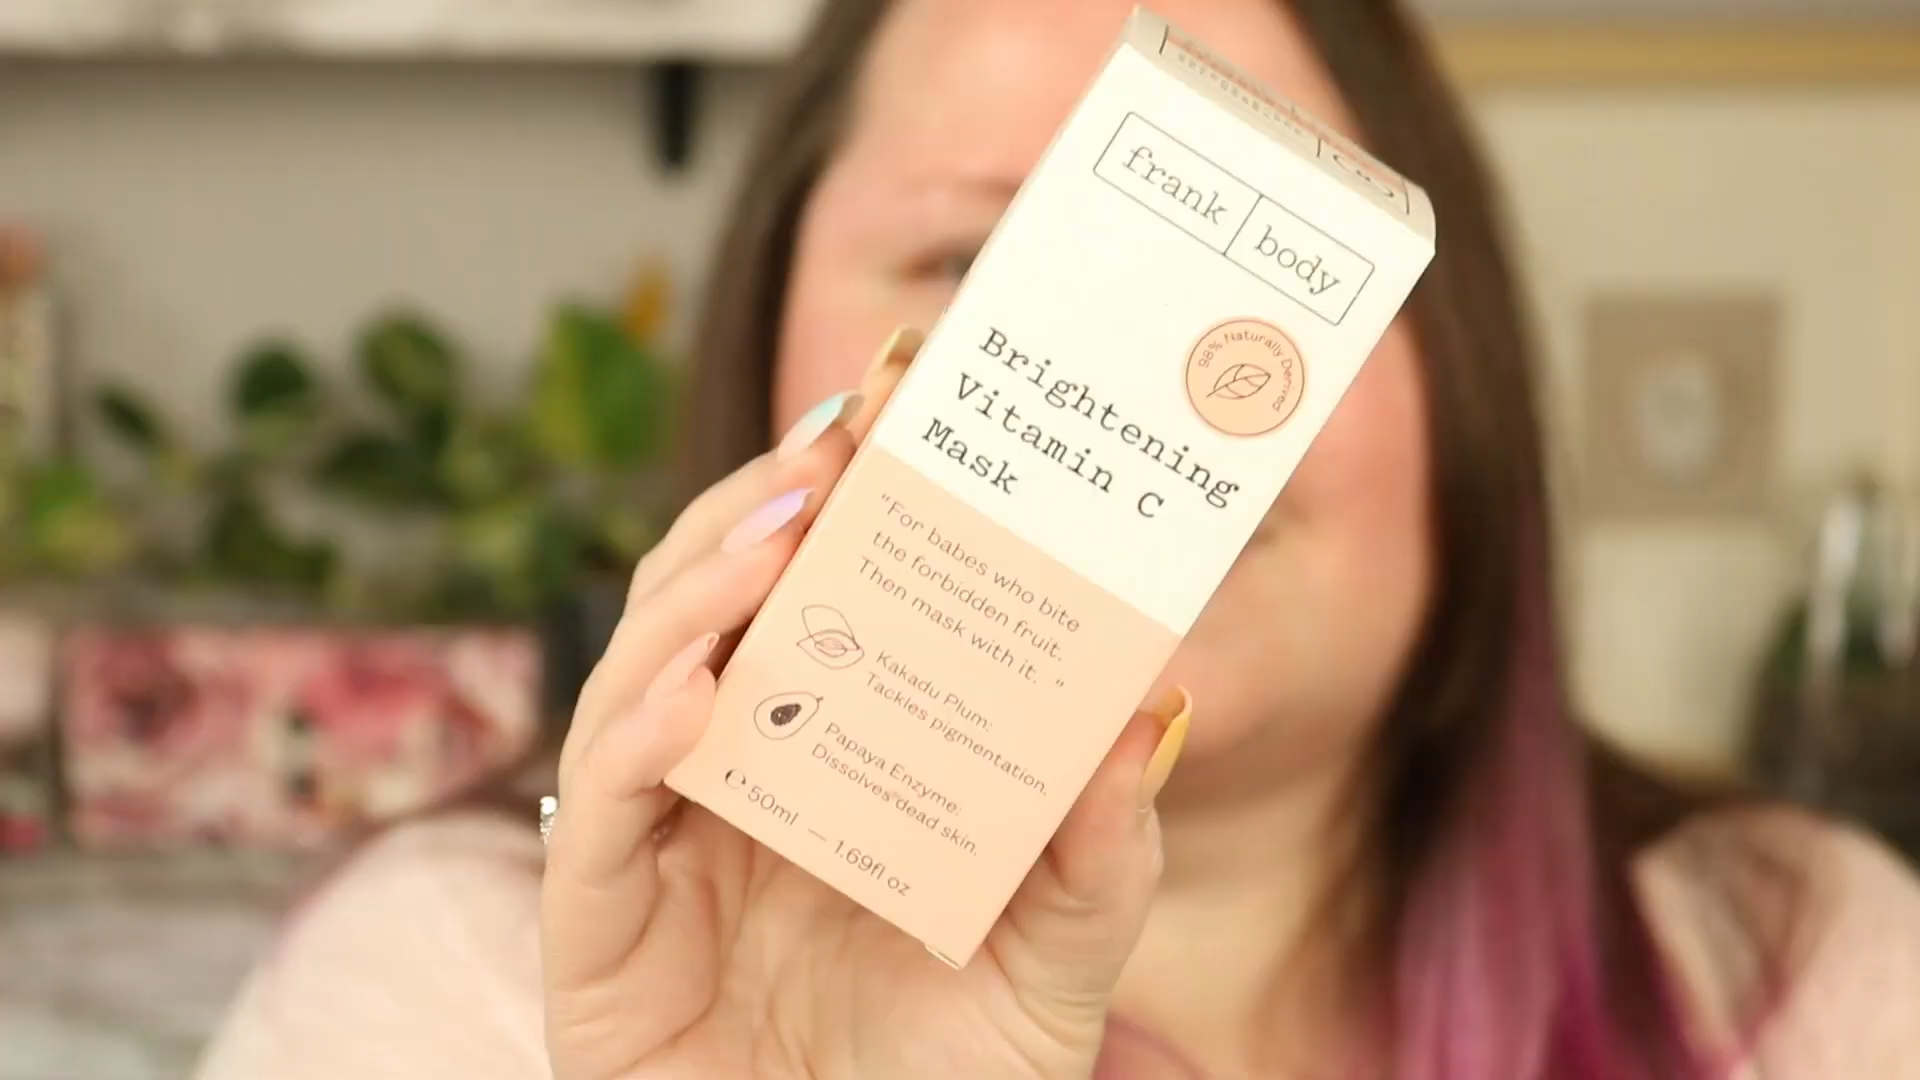 frank body
98% Naturally Derived
Brightening
Vitamin C
Mask
"For babes who bite
the forbidden fruit.
Then mask with it. "
Kakadu Plum:
Tackles pigmentation.
Papaya Enzyme:
Dissolves dead skin.
e 50ml — 1.69fl oz